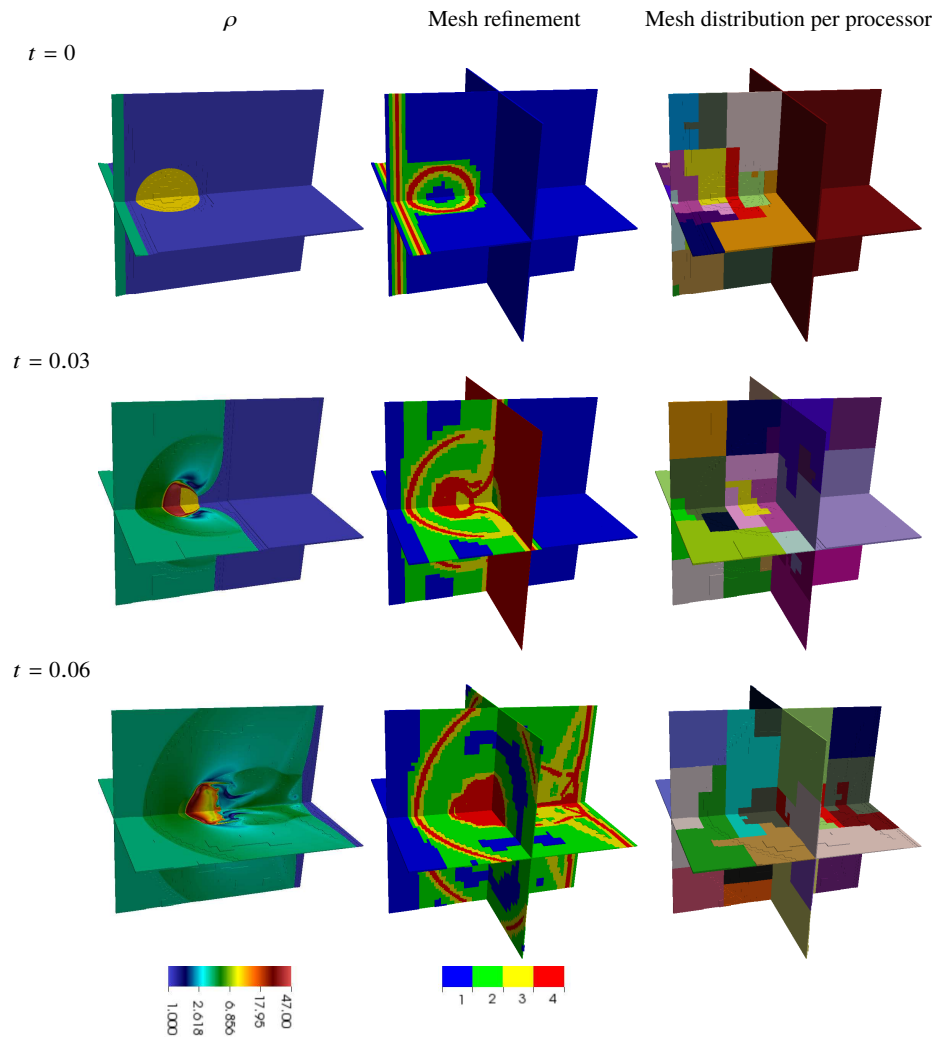 ρ Mesh refinement Mesh distribution per processor
t = 0
t = 0.03
t = 0.06
1.000 2.618 6.856 17.95 47.00
1 2 3 4